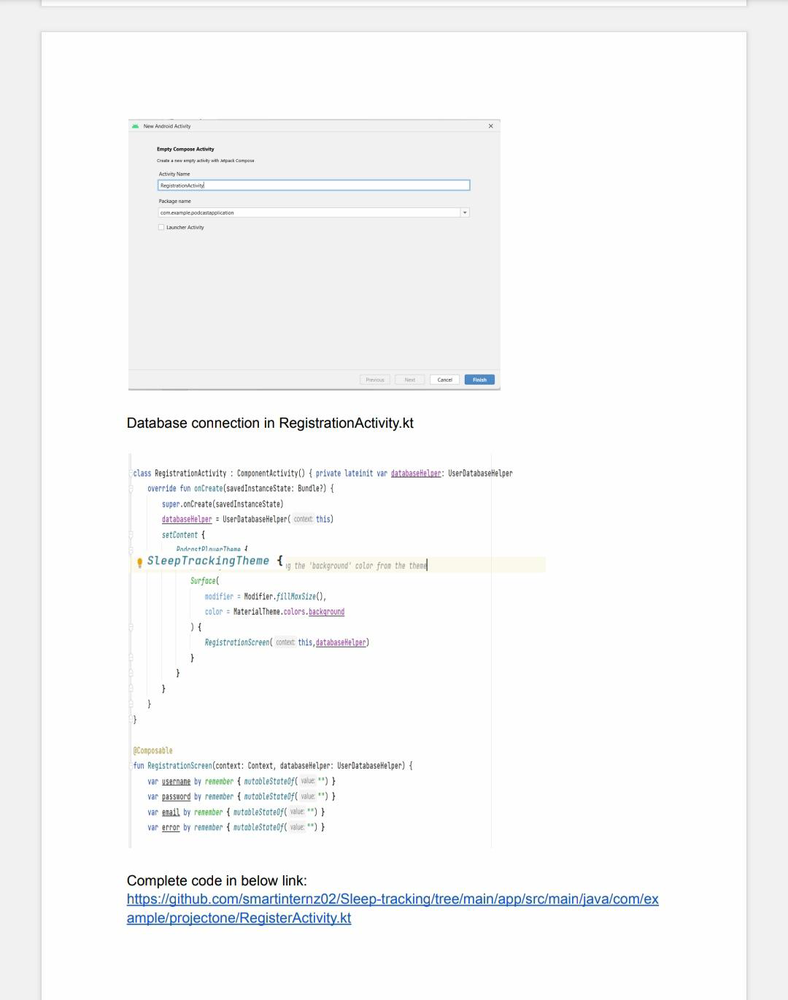 New Android Activity
Empty Compose Activity
Create a new empty activity with Jetpack Compose
Activity Name
RegistrationActivity
Package name
com.example.podcastapplication
Launcher Activity
Previous Next Cancel Finish
Database connection in RegistrationActivity.kt
class RegistrationActivity : ComponentActivity() { private lateinit var databaseHelper: UserDatabaseHelper
override fun onCreate(savedInstanceState: Bundle?) {
super.onCreate(savedInstanceState)
databaseHelper = UserDatabaseHelper( context: this)
setContent {
PodcastPlayerTheme {
SleepTrackingTheme { the 'background' color from the theme
Surface(
modifier = Modifier.fillMaxSize(),
color = MaterialTheme.colors.background
) {
RegistrationScreen( context: this,databaseHelper)
}
}
}
}
}
@Composable
fun RegistrationScreen(context: Context, databaseHelper: UserDatabaseHelper) {
var username by remember { mutableStateOf( value: "") }
var password by remember { mutableStateOf( value: "") }
var email by remember { mutableStateOf( value: "") }
var error by remember { mutableStateOf( value: "") }
Complete code in below link:
https://github.com/smartinternz02/Sleep-tracking/tree/main/app/src/main/java/com/ex
ample/projectone/RegisterActivity.kt